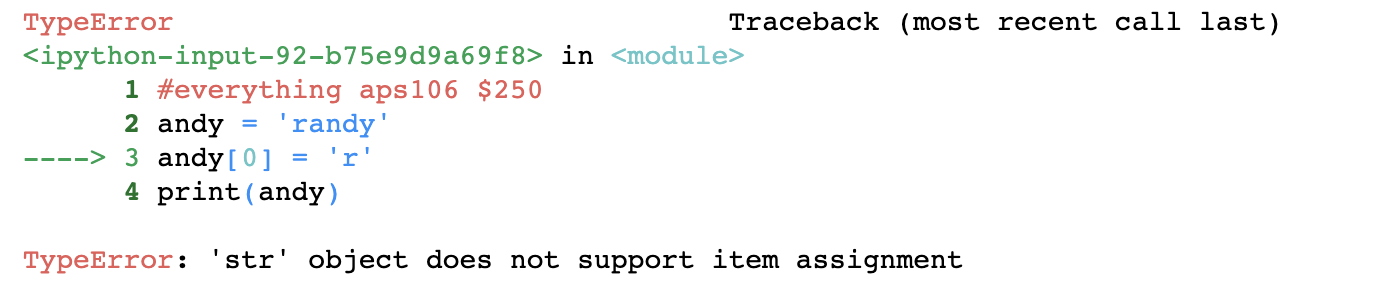 TypeError                                 Traceback (most recent call last)
<ipython-input-92-b75e9d9a69f8> in <module>
      1 #everything aps106 $250
      2 andy = 'randy'
----> 3 andy[0] = 'r'
      4 print(andy)

TypeError: 'str' object does not support item assignment